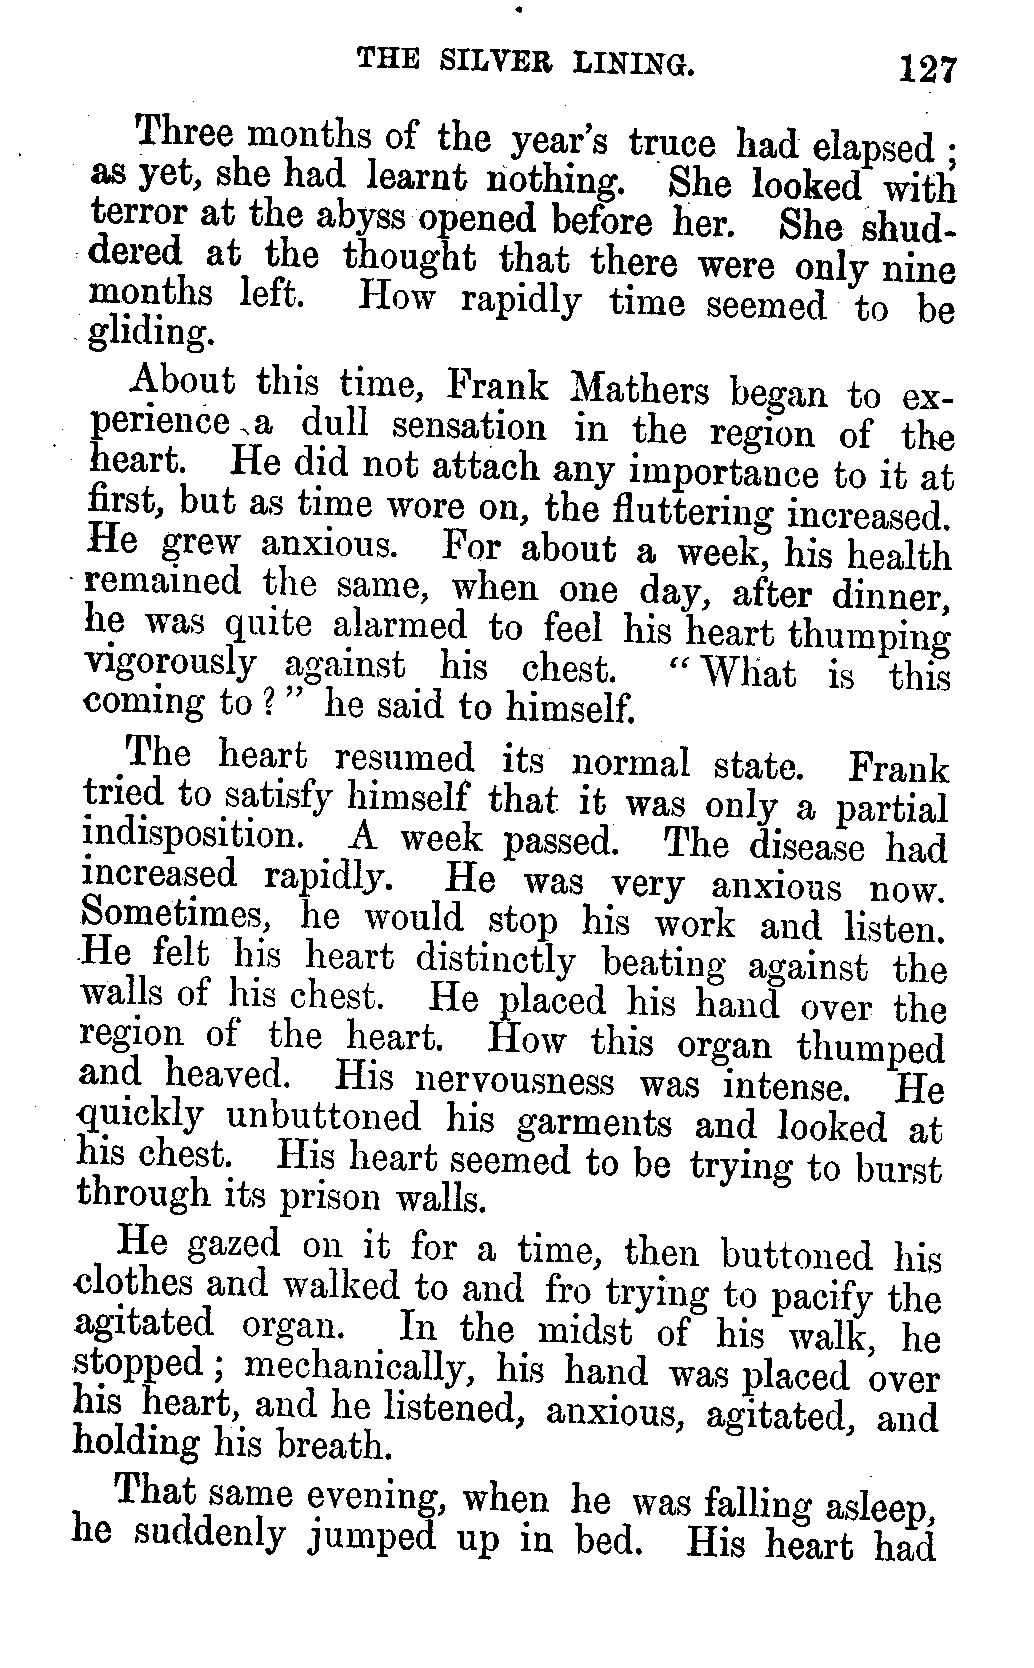 THE SILVER LINING. 127
Three months of the year's truce had elapsed ;
as yet, she had learnt nothing. She looked with
terror at the abyss opened before her. She shud-
dered at the thought that there were only nine
months left. How rapidly time seemed to be
gliding.
About this time, Frank Mathers began to ex-
perience a dull sensation in the region of the
heart. He did not attach any importance to it at
first, but as time wore on, the fluttering increased.
He grew anxious. For about a week, his health
remained the same, when one day, after dinner,
he was quite alarmed to feel his heart thumping
vigorously against his chest. “ What is this
coming to ? ” he said to himself.
The heart resumed its normal state. Frank
tried to satisfy himself that it was only a partial
indisposition. A week passed. The disease had
increased rapidly. He was very anxious now.
Sometimes, he would stop his work and listen.
He felt his heart distinctly beating against the
walls of his chest. He placed his hand over the
region of the heart. How this organ thumped
and heaved. His nervousness was intense. He
quickly unbuttoned his garments and looked at
his chest. His heart seemed to be trying to burst
through its prison walls.
He gazed on it for a time, then buttoned his
clothes and walked to and fro trying to pacify the
agitated organ. In the midst of his walk, he
stopped ; mechanically, his hand was placed over
his heart, and he listened, anxious, agitated, and
holding his breath.
That same evening, when he was falling asleep,
he suddenly jumped up in bed. His heart had